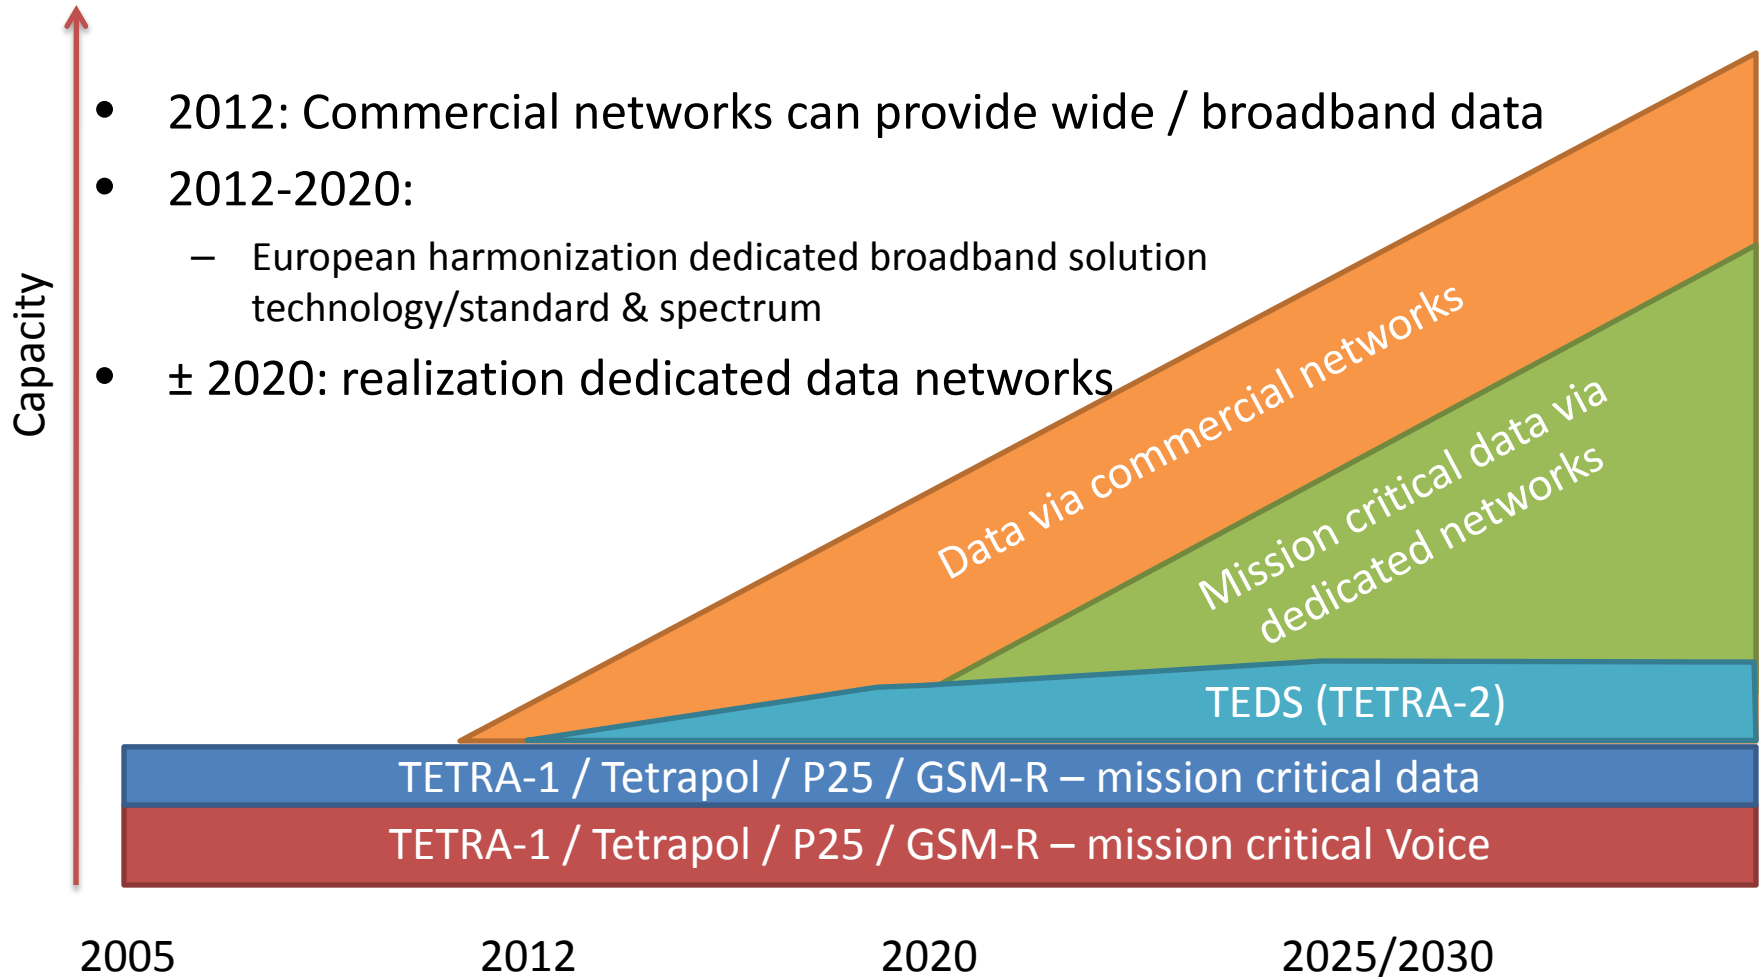 Capacity
• 2012: Commercial networks can provide wide / broadband data
• 2012-2020:
– European harmonization dedicated broadband solution
technology/standard & spectrum
• ± 2020: realization dedicated data networks
Data via commercial networks
Mission critical data via
dedicated networks
TEDS (TETRA-2)
TETRA-1 / Tetrapol / P25 / GSM-R – mission critical data
TETRA-1 / Tetrapol / P25 / GSM-R – mission critical Voice
2005 2012 2020 2025/2030